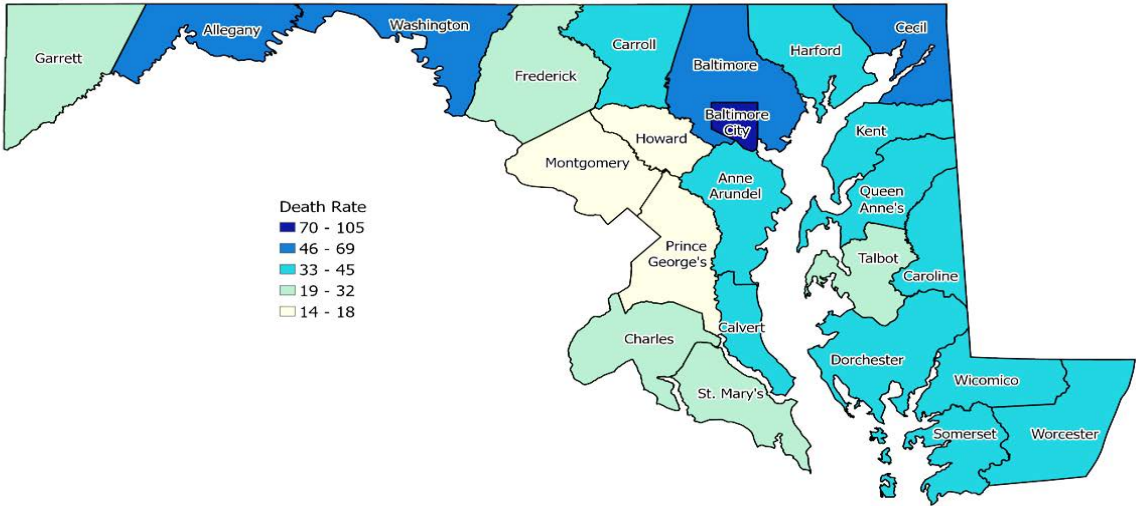 Garrett
Allegany
Washington
Frederick
Carroll
Baltimore
Baltimore
City
Harford
Cecil
Kent
Howard
Montgomery
Anne
Arundel
Queen
Anne's
Prince
George's
Talbot
Caroline
Calvert
Charles
St. Mary's
Dorchester
Wicomico
Somerset
Worcester
Death Rate
70 - 105
46 - 69
33 - 45
19 - 32
14 - 18